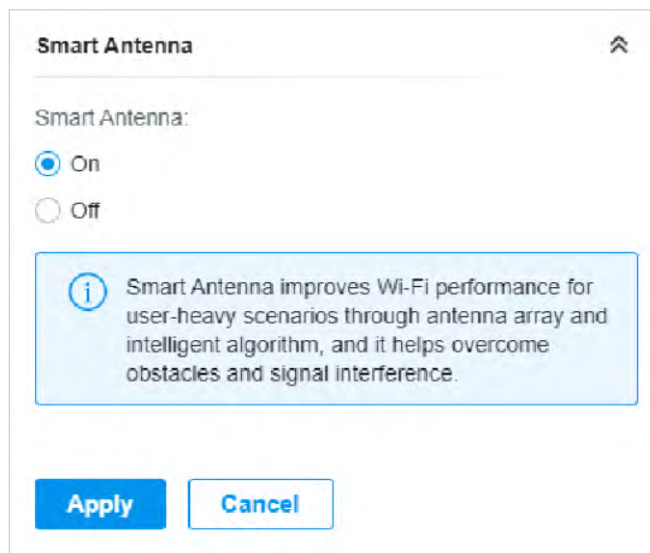 Smart Antenna
Smart Antenna:
On
Off
Smart Antenna improves Wi-Fi performance for
user-heavy scenarios through antenna array and
intelligent algorithm, and it helps overcome
obstacles and signal interference.
Apply Cancel